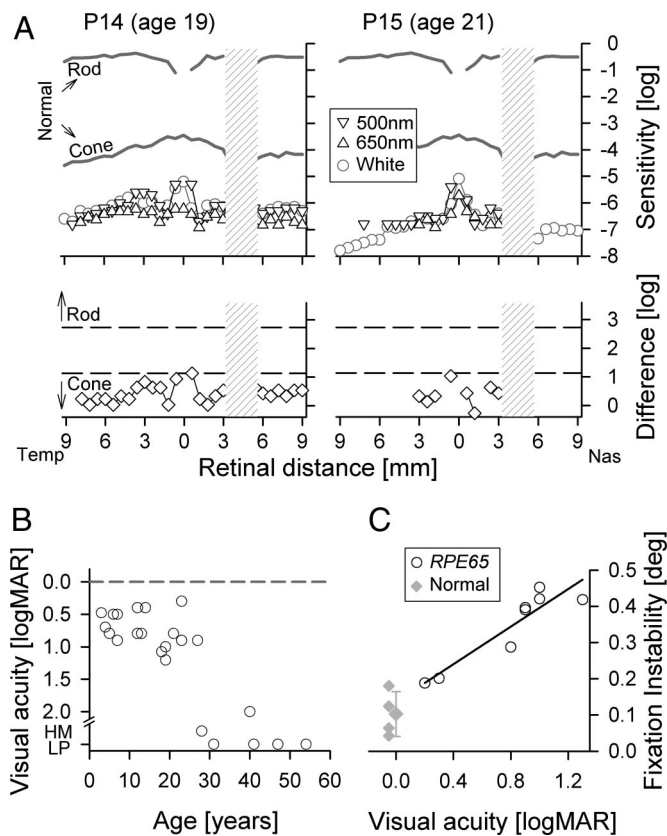 A
P14 (age 19)
P15 (age 21)
Normal
Rod
Cone
500nm
650nm
White
0
-1
-2
-3
-4
-5
-6
-7
-8
Sensitivity [log]
Rod
Cone
3
2
1
0
Difference [log]
9 6 3 0 3 6 9 6 3 0 3 6 9
Temp
Retinal distance [mm]
Nas
B
Visual acuity [logMAR]
0.0
0.5
1.0
1.5
2.0
HM
LP
0 10 20 30 40 50 60
Age [years]
C
RPE65
Normal
0.5
0.4
0.3
0.2
0.1
0.0
Fixation Instability [deg]
0.0 0.4 0.8 1.2
Visual acuity [logMAR]